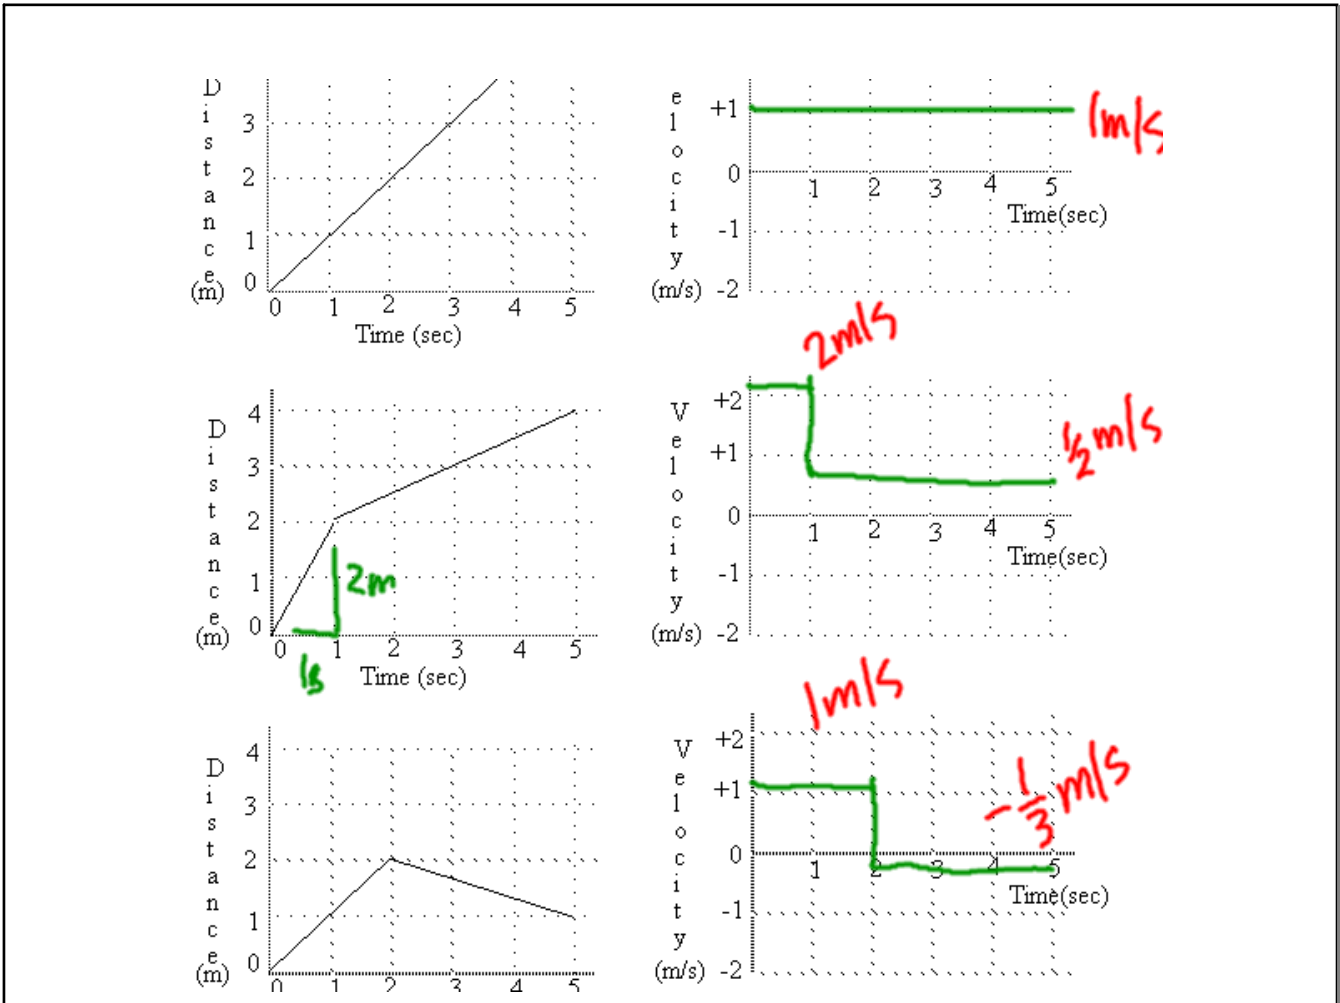 Distance
3
2
1
0
(m)
0 1 2 3 4 5
Time (sec)
elocity
+1
0
-1
-2
(m/s)
1 2 3 4 5
Time(sec)
1m/s
Distance
4
3
2
1
0
(m)
0 1 2 3 4 5
Time (sec)
2m
1s
Velocity
+2
+1
0
-1
-2
(m/s)
1 2 3 4 5
Time(sec)
2m/s
1/2 m/s
Distance
4
3
2
1
0
(m)
0 1 2 3 4 5
Velocity
+2
+1
0
-1
-2
(m/s)
1 2 3 4 5
Time(sec)
1m/s
-1/3 m/s